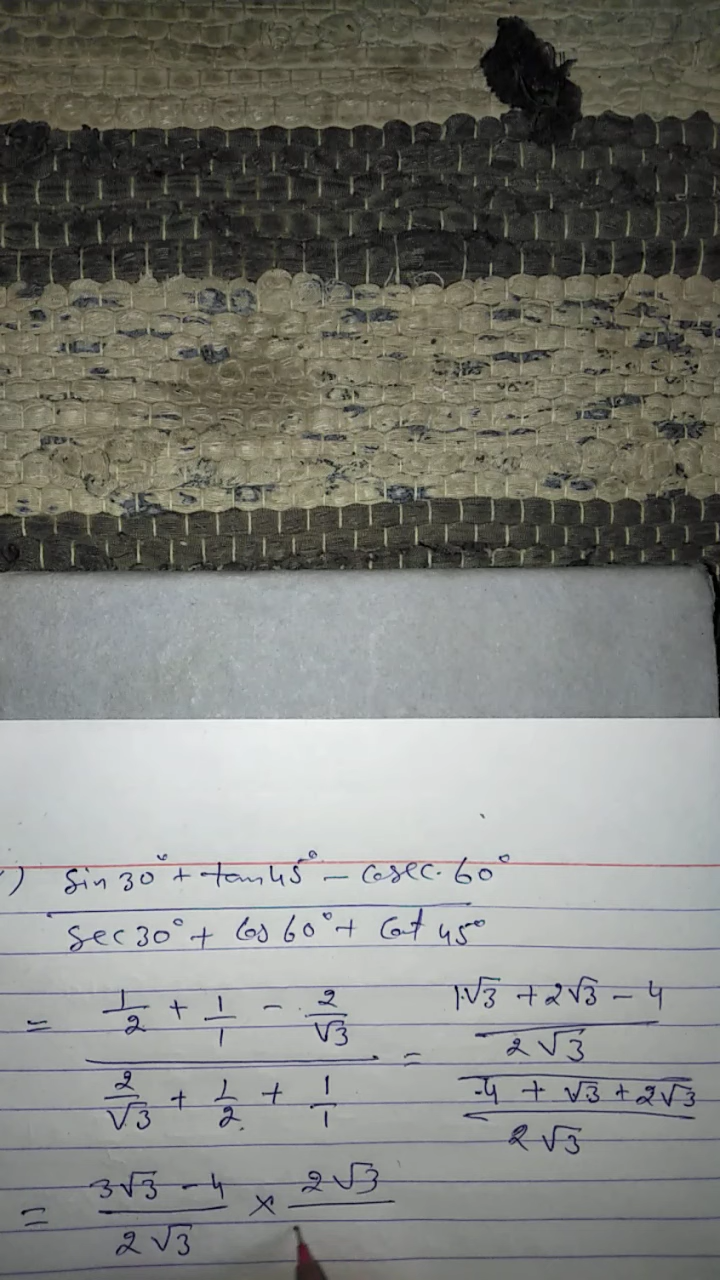 ) Sin 30° + tan 45° - Cosec. 60°
Sec 30° + Cos 60° + Cot 45°
= 1/2 + 1/1 - 2/√3 = 1√3 + 2√3 - 4 / 2√3
2/√3 + 1/2 + 1/1 4 + √3 + 2√3 / 2√3
= 3√3 - 4 / 2√3 × 2√3